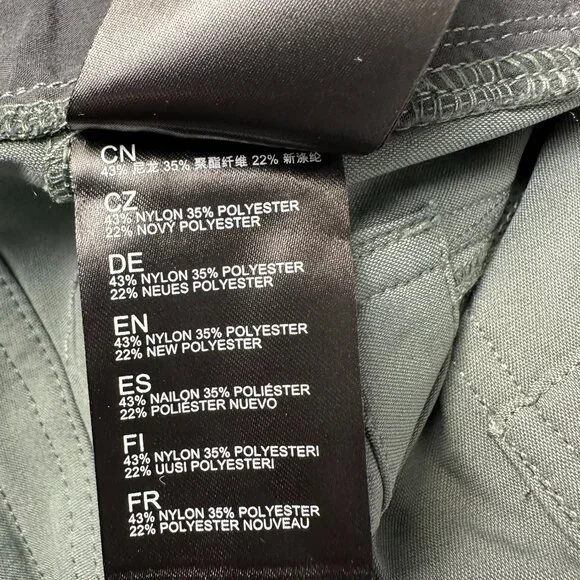 CN
43% 尼龙 35% 聚酯纤维 22% 新涤纶
CZ
43% NYLON 35% POLYESTER
22% NOVÝ POLYESTER
DE
43% NYLON 35% POLYESTER
22% NEUES POLYESTER
EN
43% NYLON 35% POLYESTER
22% NEW POLYESTER
ES
43% NAILON 35% POLIÉSTER
22% POLIÉSTER NUEVO
FI
43% NYLON 35% POLYESTERI
22% UUSI POLYESTERI
FR
43% NYLON 35% POLYESTER
22% POLYESTER NOUVEAU